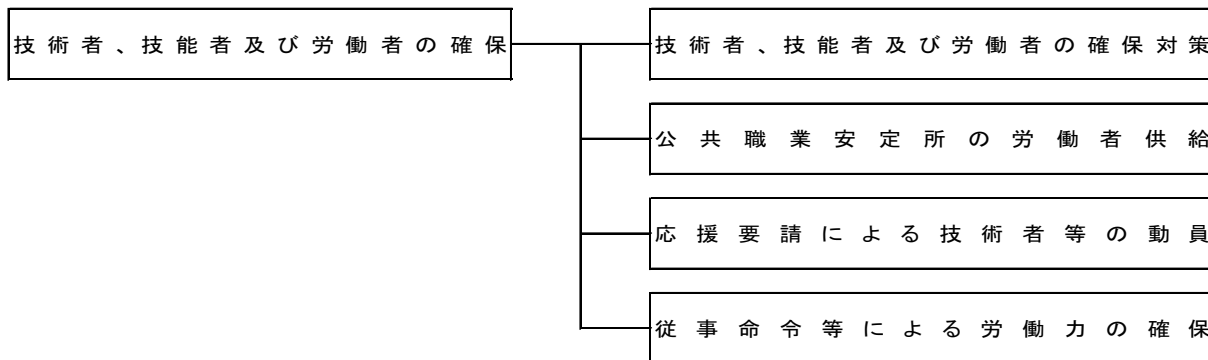 技術者、技能者及び労働者の確保
技術者、技能者及び労働者の確保対策
公共職業安定所の労働者供給
応援要請による技術者等の動員
従事命令等による労働力の確保